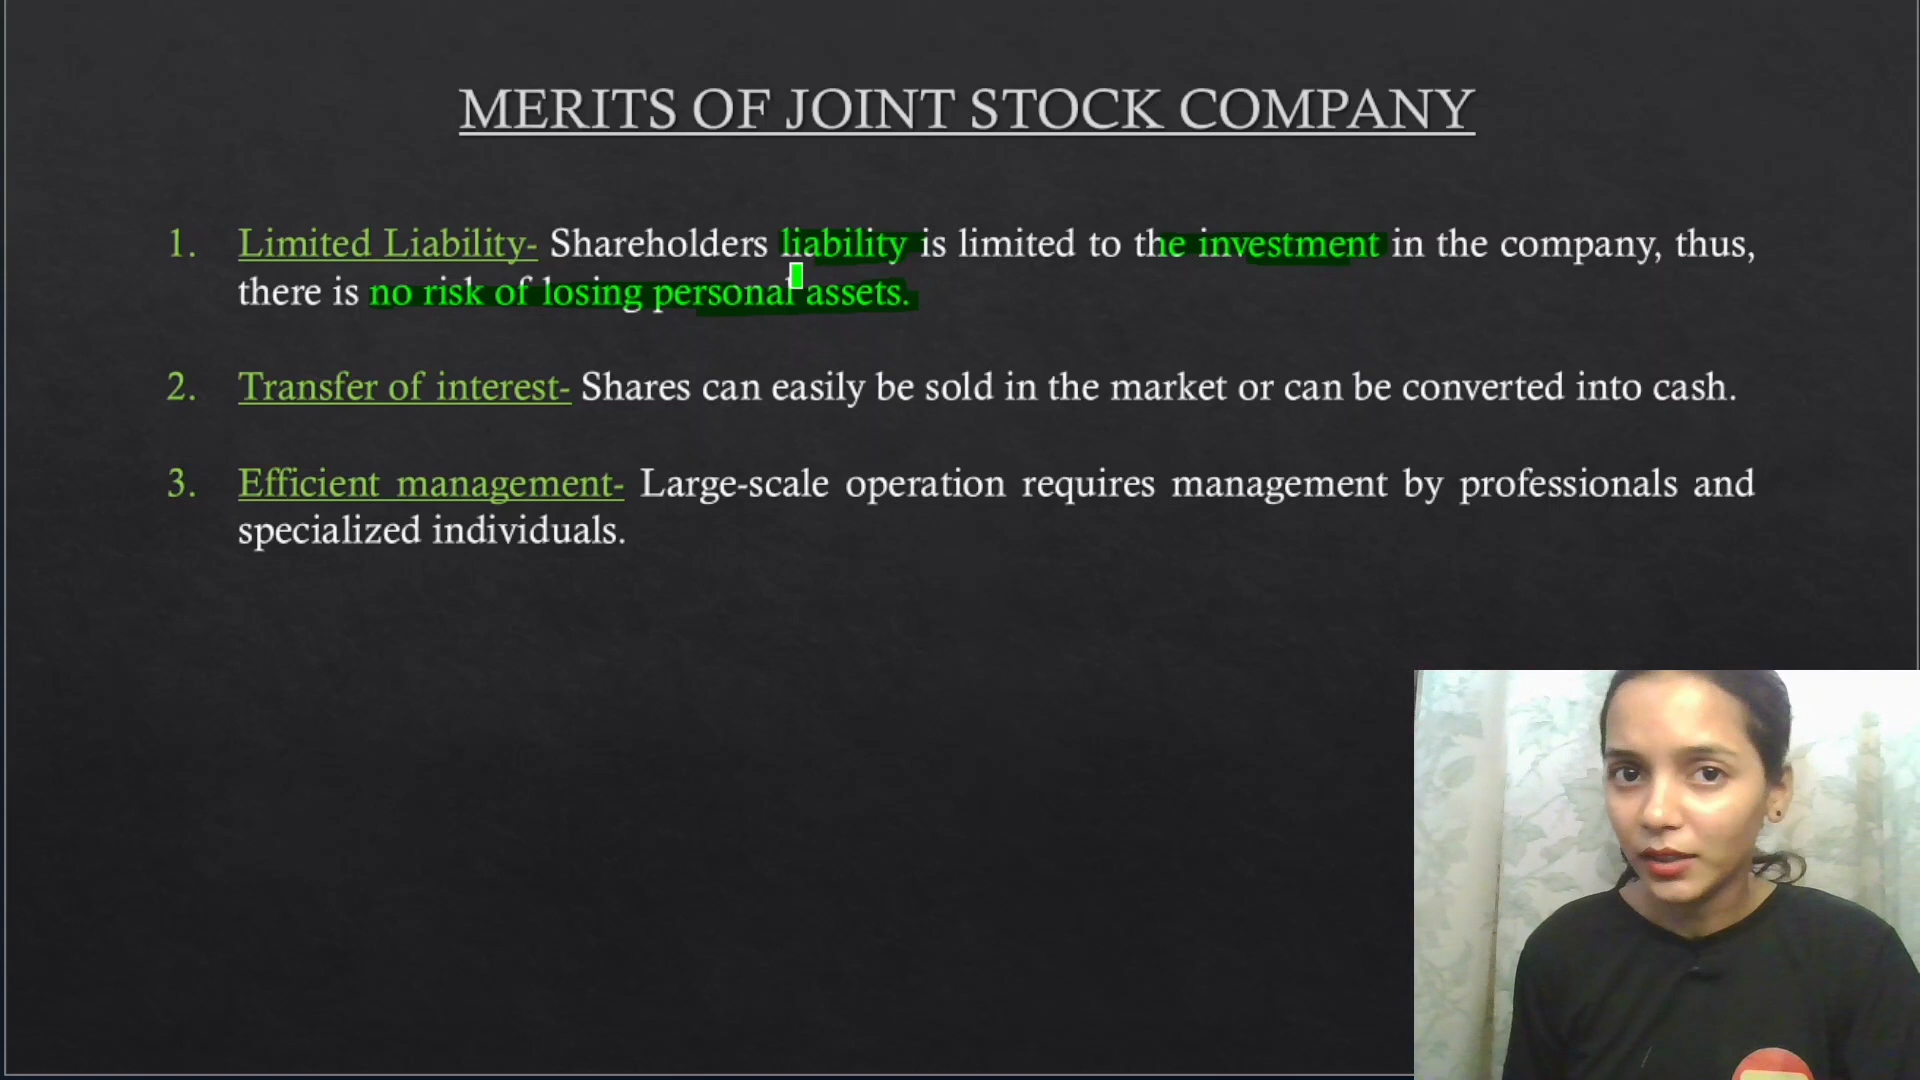 MERITS OF JOINT STOCK COMPANY
1. Limited Liability- Shareholders liability is limited to the investment in the company, thus,
there is no risk of losing personal assets.
2. Transfer of interest- Shares can easily be sold in the market or can be converted into cash.
3. Efficient management- Large-scale operation requires management by professionals and
specialized individuals.